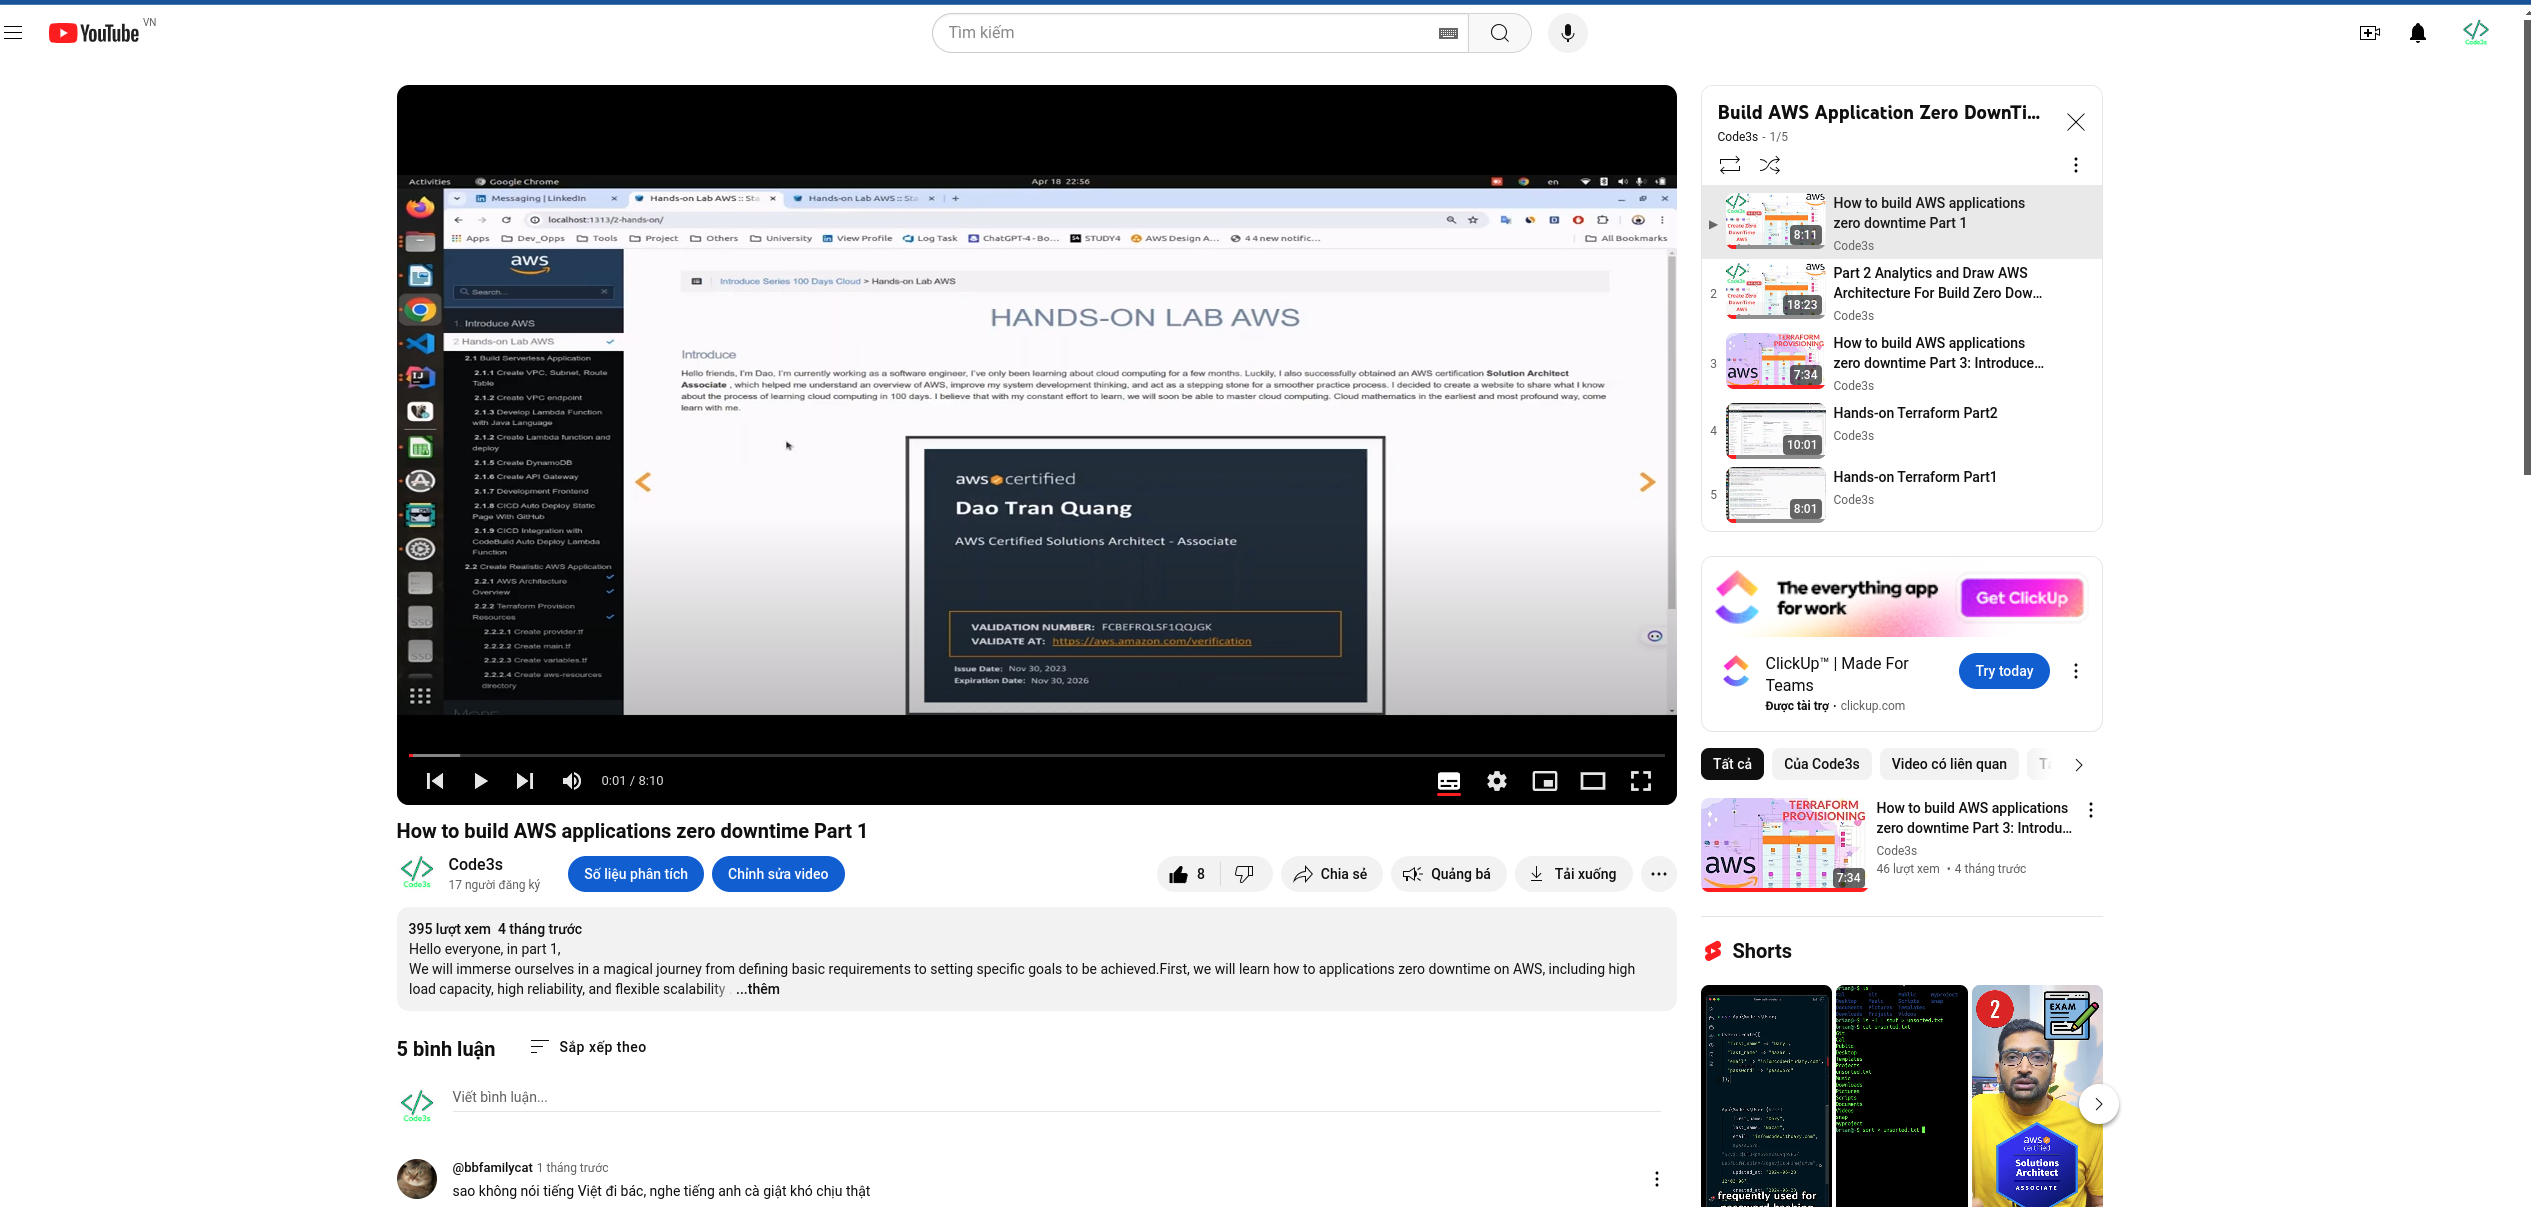 YouTube VN
Tìm kiếm
Code3s
Activities
Google Chrome
Apr 18 22:56
en
Messaging | LinkedIn
Hands-on Lab AWS :: Sta
Hands-on Lab AWS :: Sta
localhost:1313/2-hands-on/
Apps Dev_Opps Tools Project Others University View Profile Log Task ChatGPT-4 - Bo... STUDY4 AWS Design A... 4 4 new notific... All Bookmarks
aws
Search...
1. Introduce AWS
2 Hands-on Lab AWS
2.1 Build Serverless Application
2.1.1 Create VPC, Subnet, Route
Table
2.1.2 Create VPC endpoint
2.1.3 Develop Lambda Function
with Java Language
2.1.2 Create Lambda function and
deploy
2.1.5 Create DynamoDB
2.1.6 Create API Gateway
2.1.7 Development Frontend
2.1.8 CICD Auto Deploy Static
Page With GitHub
2.1.9 CICD Integration with
CodeBuild Auto Deploy Lambda
Function
2.2 Create Realistic AWS Application
2.2.1 AWS Architecture
Overview
2.2.2 Terraform Provision
Resources
2.2.2.1 Create provider.tf
2.2.2.2 Create main.tf
2.2.2.3 Create variables.tf
2.2.2.4 Create aws-resources
directory
Introduce Series 100 Days Cloud > Hands-on Lab AWS
HANDS-ON LAB AWS
Introduce
Hello friends, I'm Dao, I'm currently working as a software engineer, I've only been learning about cloud computing for a few months. Luckily, I also successfully obtained an AWS certification Solution Architect
Associate , which helped me understand an overview of AWS, improve my system development thinking, and act as a stepping stone for a smoother practice process. I decided to create a website to share what I know
about the process of learning cloud computing in 100 days. I believe that with my constant effort to learn, we will soon be able to master cloud computing. Cloud mathematics in the earliest and most profound way, come
learn with me.
aws certified
Dao Tran Quang
AWS Certified Solutions Architect - Associate
VALIDATION NUMBER: FCBEFRQLSF1QQJGK
VALIDATE AT: https://aws.amazon.com/verification
Issue Date: Nov 30, 2023
Expiration Date: Nov 30, 2026
0:01 / 8:10
How to build AWS applications zero downtime Part 1
Code3s
Code3s
17 người đăng ký
Số liệu phân tích
Chỉnh sửa video
8
Chia sẻ
Quảng bá
Tải xuống
395 lượt xem 4 tháng trước
Hello everyone, in part 1,
We will immerse ourselves in a magical journey from defining basic requirements to setting specific goals to be achieved.First, we will learn how to applications zero downtime on AWS, including high
load capacity, high reliability, and flexible scalability ...thêm
5 bình luận
Sắp xếp theo
Code3s
Viết bình luận...
@bbfamilycat 1 tháng trước
sao không nói tiếng Việt đi bác, nghe tiếng anh cà giật khó chịu thật
Build AWS Application Zero DownTi...
Code3s - 1/5
aws
Create Zero
DownTime
AWS
8:11
How to build AWS applications
zero downtime Part 1
Code3s
2
aws
Create Zero
DownTime
AWS
18:23
Part 2 Analytics and Draw AWS
Architecture For Build Zero Dow...
Code3s
3
TERRAFORM
PROVISIONING
aws
7:34
How to build AWS applications
zero downtime Part 3: Introduce...
Code3s
4
10:01
Hands-on Terraform Part2
Code3s
5
8:01
Hands-on Terraform Part1
Code3s
The everything app
for work
Get ClickUp
ClickUp™ | Made For
Teams
Được tài trợ · clickup.com
Try today
Tất cả
Của Code3s
Video có liên quan
TERRAFORM
PROVISIONING
aws
7:34
How to build AWS applications
zero downtime Part 3: Introdu...
Code3s
46 lượt xem • 4 tháng trước
Shorts
frequently used for
2
EXAM
aws
certified
Solutions
Architect
ASSOCIATE